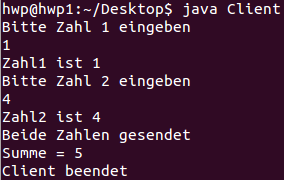 hwp@hwp1:~/Desktop$ java Client
Bitte Zahl 1 eingeben
1
Zahl1 ist 1
Bitte Zahl 2 eingeben
4
Zahl2 ist 4
Beide Zahlen gesendet
Summe = 5
Client beendet